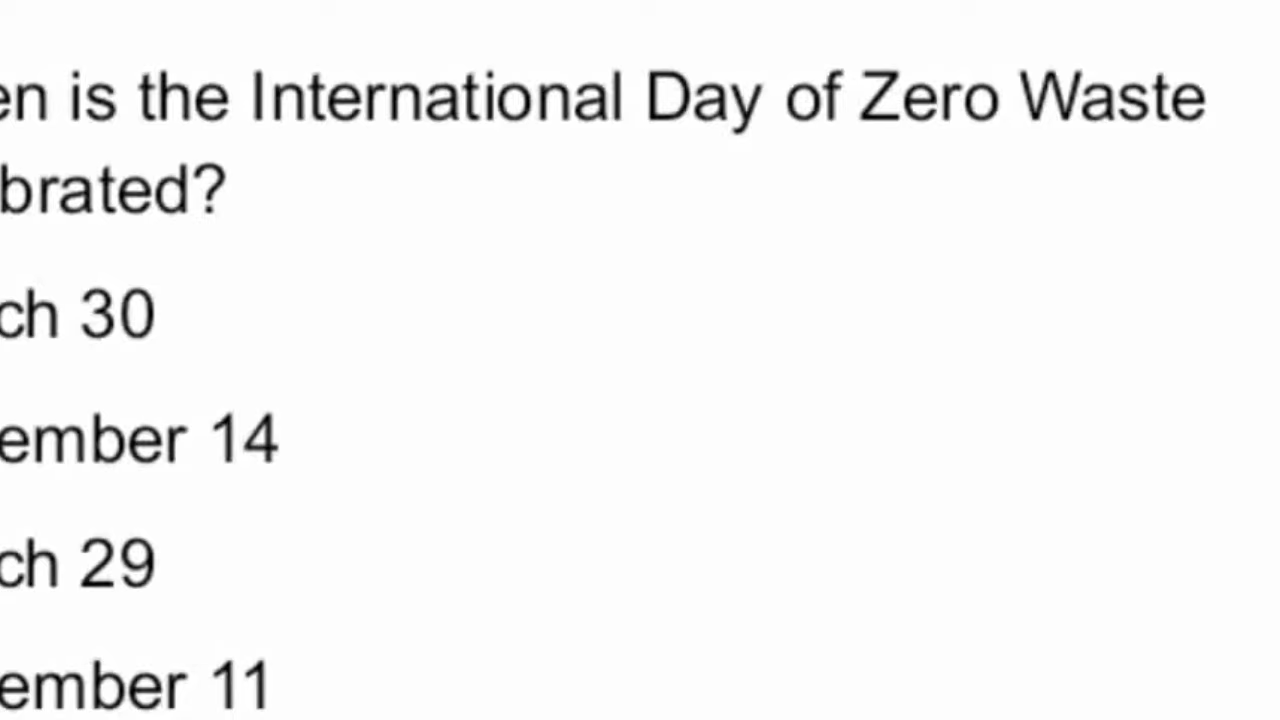 en is the International Day of Zero Waste
brated?
ch 30
ember 14
ch 29
ember 11